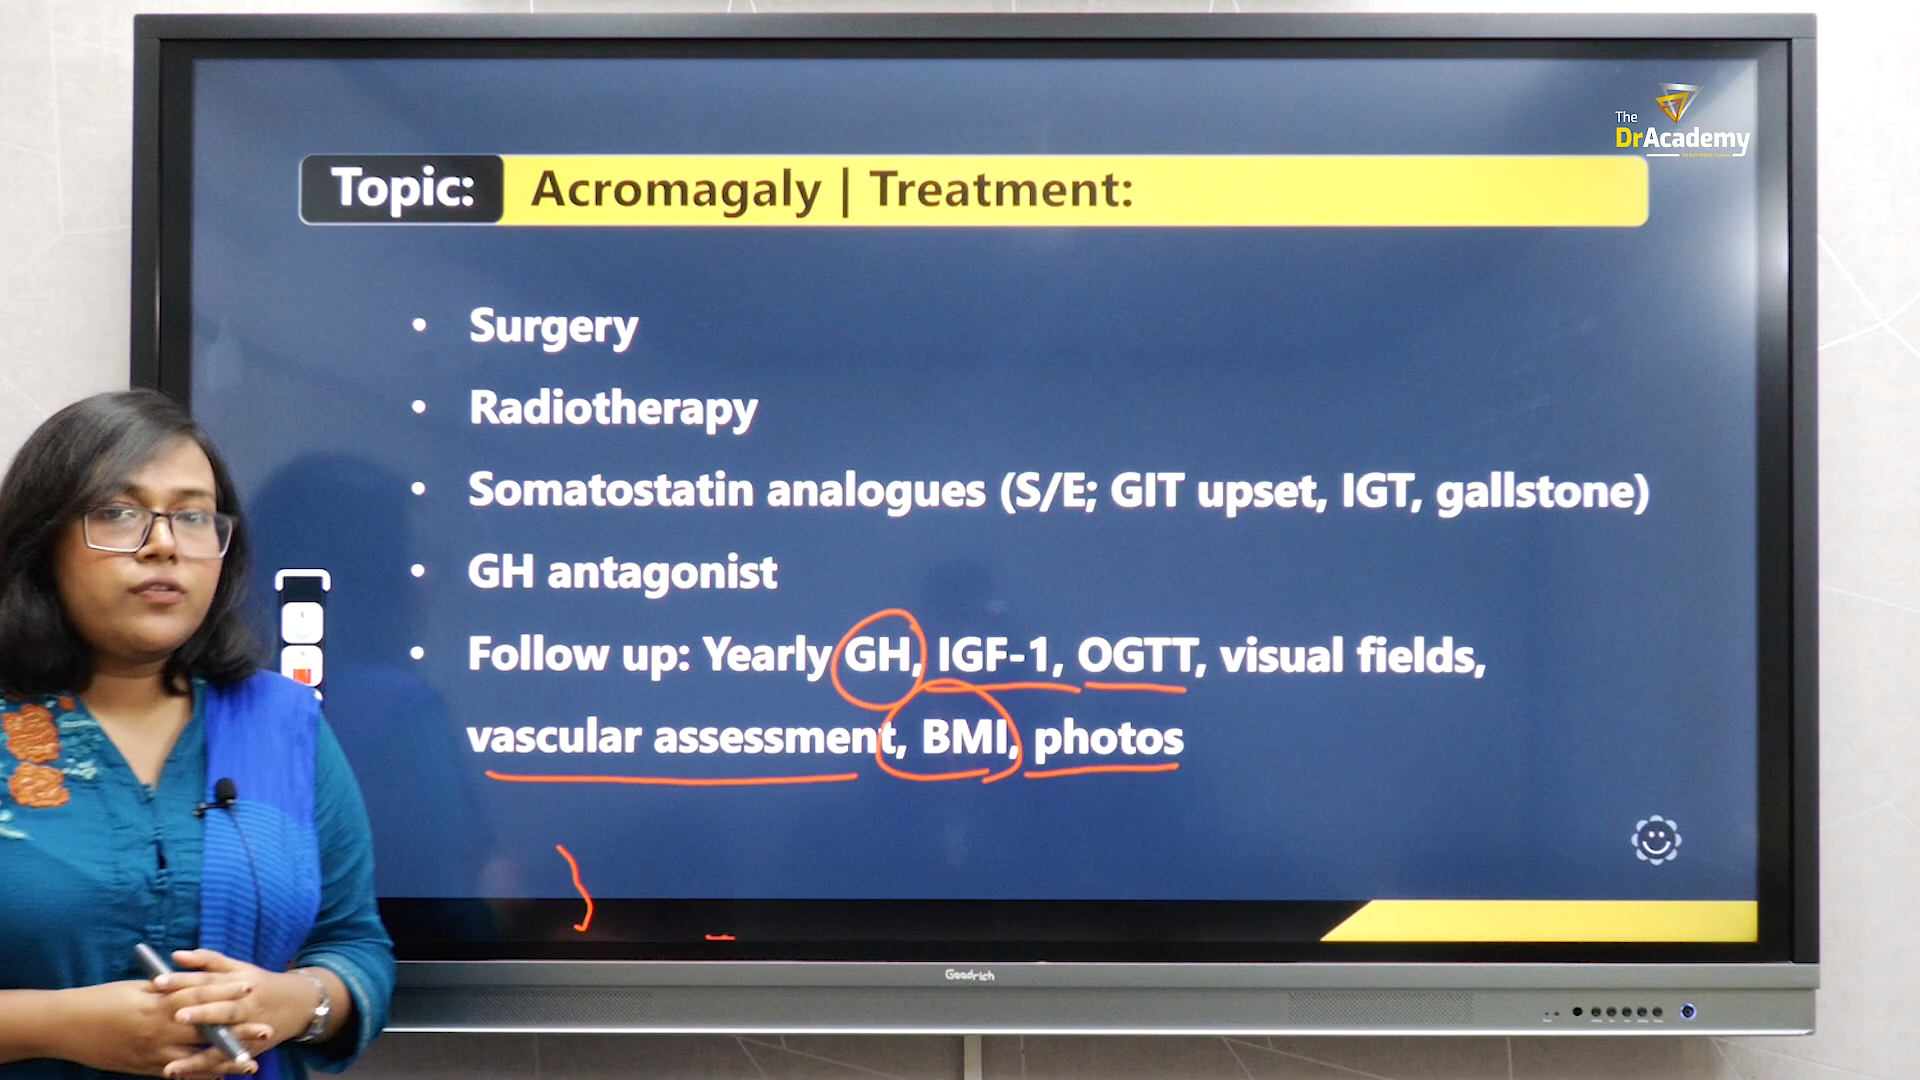 The
DrAcademy
Topic: Acromagaly | Treatment:
• Surgery
• Radiotherapy
• Somatostatin analogues (S/E; GIT upset, IGT, gallstone)
• GH antagonist
• Follow up: Yearly GH, IGF-1, OGTT, visual fields,
vascular assessment, BMI, photos
Goodrich